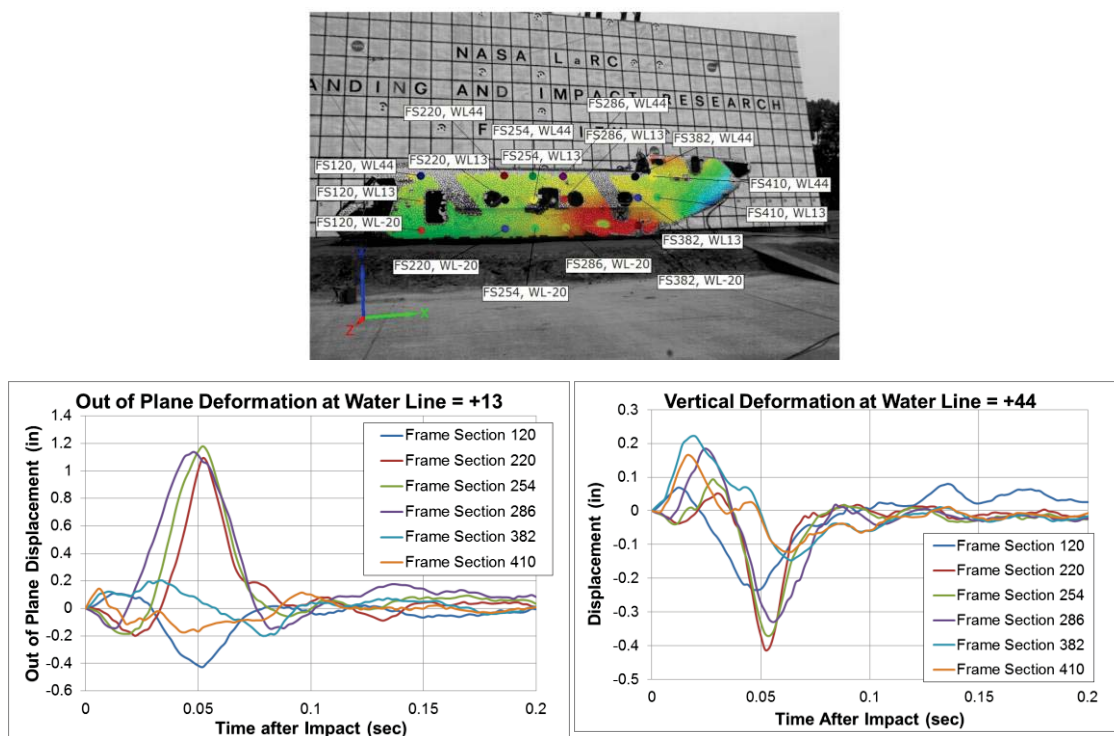 NASA LaRC
ANDING AND IMPACT RESEARCH
FS220, WL44
FS286, WL44
FS254, WL44
FS286, WL13
FS382, WL44
FS120, WL44
FS220, WL13
FS254, WL13
FS410, WL44
FS120, WL13
FS410, WL13
FS120, WL-20
FS382, WL13
FS220, WL-20
FS286, WL-20
FS382, WL-20
FS254, WL-20
X
Z
Out of Plane Deformation at Water Line = +13
Out of Plane Displacement (in)
1.4
1.2
1
0.8
0.6
0.4
0.2
0
-0.2
-0.4
-0.6
Frame Section 120
Frame Section 220
Frame Section 254
Frame Section 286
Frame Section 382
Frame Section 410
0 0.05 0.1 0.15 0.2
Time after Impact (sec)
Vertical Deformation at Water Line = +44
Displacement (in)
0.3
0.2
0.1
0
-0.1
-0.2
-0.3
-0.4
-0.5
Frame Section 120
Frame Section 220
Frame Section 254
Frame Section 286
Frame Section 382
Frame Section 410
0 0.05 0.1 0.15 0.2
Time After Impact (sec)